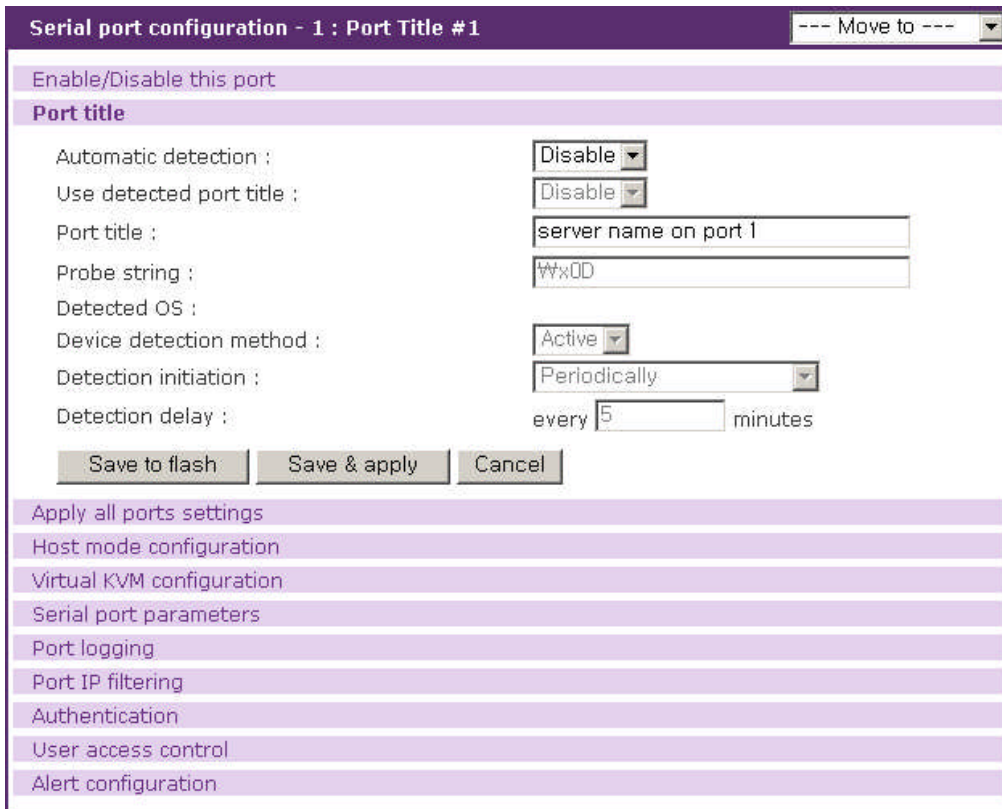 Serial port configuration - 1 : Port Title #1 --- Move to ---
Enable/Disable this port
Port title
Automatic detection : Disable
Use detected port title : Disable
Port title : server name on port 1
Probe string : ₩x0D
Detected OS :
Device detection method : Active
Detection initiation : Periodically
Detection delay : every 5 minutes
Save to flash Save & apply Cancel
Apply all ports settings
Host mode configuration
Virtual KVM configuration
Serial port parameters
Port logging
Port IP filtering
Authentication
User access control
Alert configuration